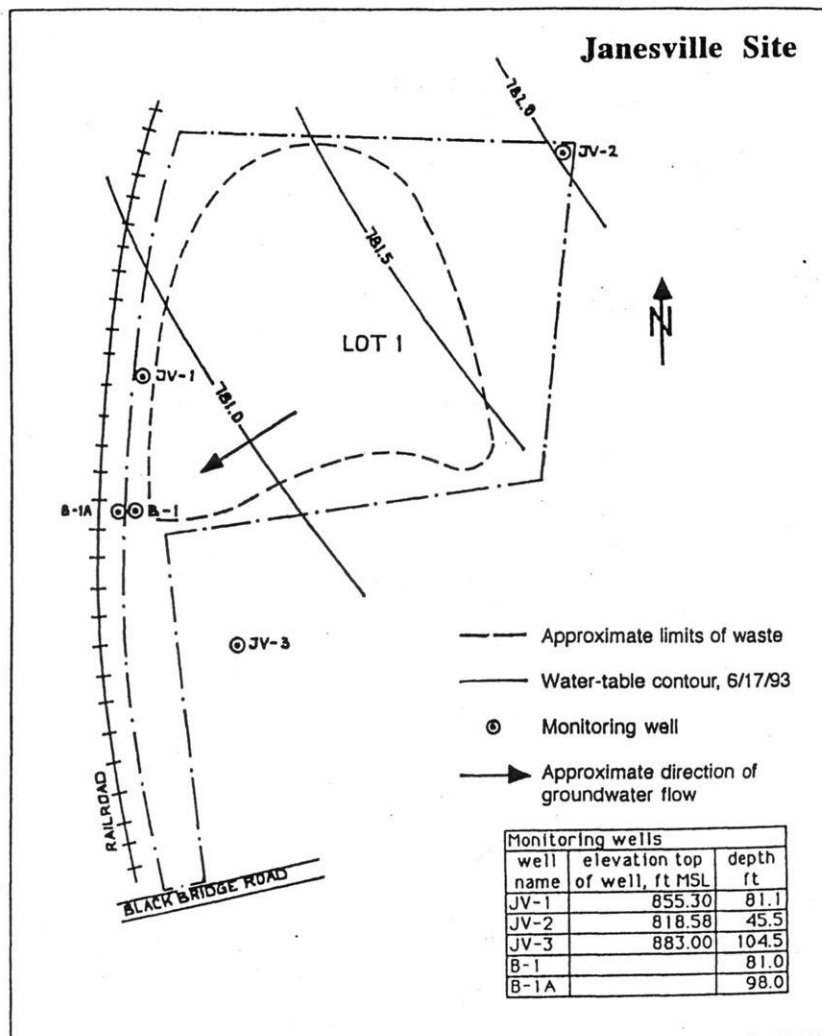 Janesville Site
782.0
JV-2
781.5
N
LOT 1
JV-1
781.0
B-1A
B-1
JV-3
Approximate limits of waste
Water-table contour, 6/17/93
Monitoring well
Approximate direction of
groundwater flow
RAILROAD
BLACK BRIDGE ROAD
Monitoring wells
well elevation top depth
name of well, ft MSL ft
JV-1 855.30 81.1
JV-2 818.58 45.5
JV-3 883.00 104.5
B-1 81.0
B-1A 98.0